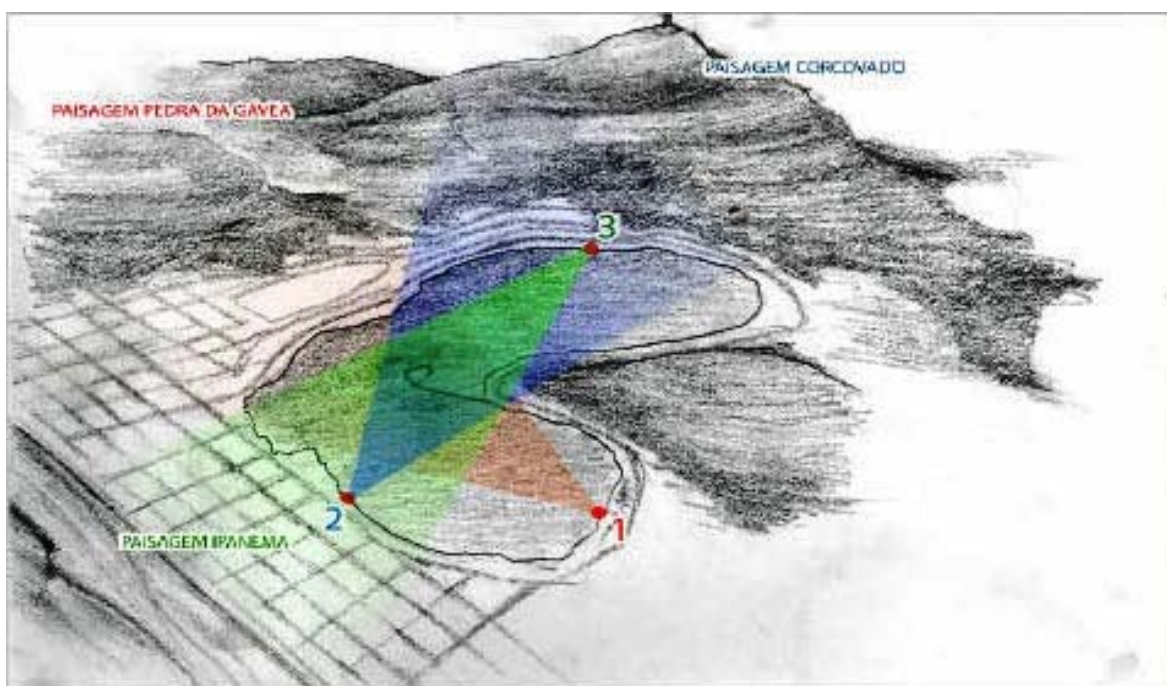 PAISAGEM CORCOVADO
PAISAGEM PEDRA DA GÁVEA
3
2
1
PAISAGEM IPANEMA